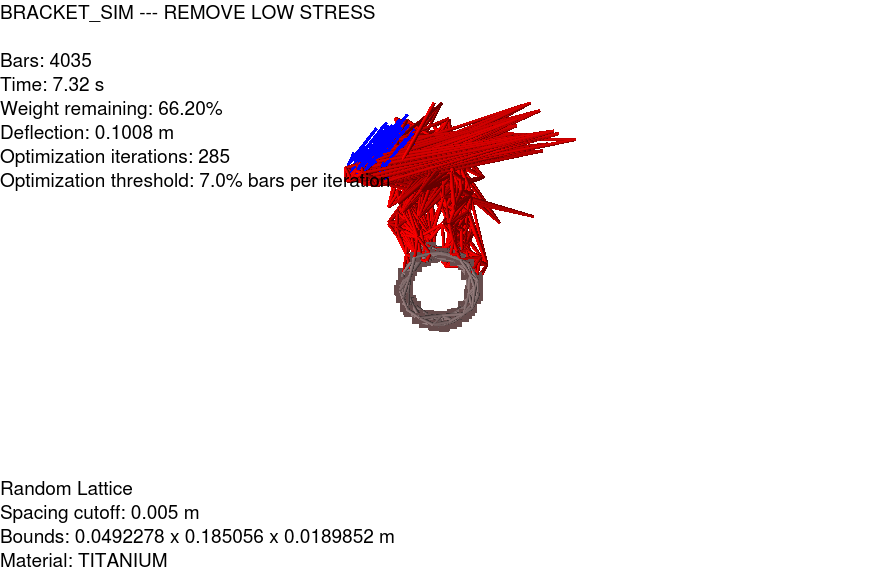 BRACKET_SIM --- REMOVE LOW STRESS
Bars: 4035
Time: 7.32 s
Weight remaining: 66.20%
Deflection: 0.1008 m
Optimization iterations: 285
Optimization threshold: 7.0% bars per iteration
Random Lattice
Spacing cutoff: 0.005 m
Bounds: 0.0492278 x 0.185056 x 0.0189852 m
Material: TITANIUM